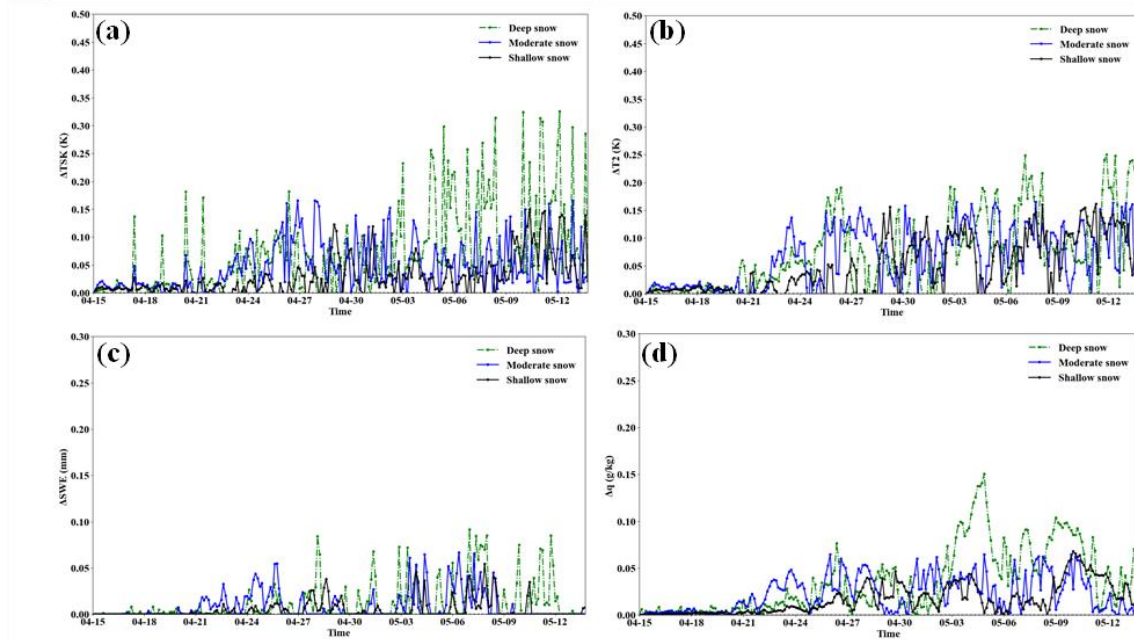 (a)
0.50
0.45
0.40
0.35
0.30
0.25
0.20
0.15
0.10
0.05
0.00
ΔTSK (K)
Deep snow
Moderate snow
Shallow snow
04-15 04-18 04-21 04-24 04-27 04-30 05-03 05-06 05-09 05-12
Time
(b)
0.50
0.45
0.40
0.35
0.30
0.25
0.20
0.15
0.10
0.05
0.00
ΔT2 (K)
Deep snow
Moderate snow
Shallow snow
04-15 04-18 04-21 04-24 04-27 04-30 05-03 05-06 05-09 05-12
Time
(c)
0.30
0.25
0.20
0.15
0.10
0.05
0.00
ΔSWE (mm)
Deep snow
Moderate snow
Shallow snow
04-15 04-18 04-21 04-24 04-27 04-30 05-03 05-06 05-09 05-12
Time
(d)
0.30
0.25
0.20
0.15
0.10
0.05
0.00
Δq (g/kg)
Deep snow
Moderate snow
Shallow snow
04-15 04-18 04-21 04-24 04-27 04-30 05-03 05-06 05-09 05-12
Time